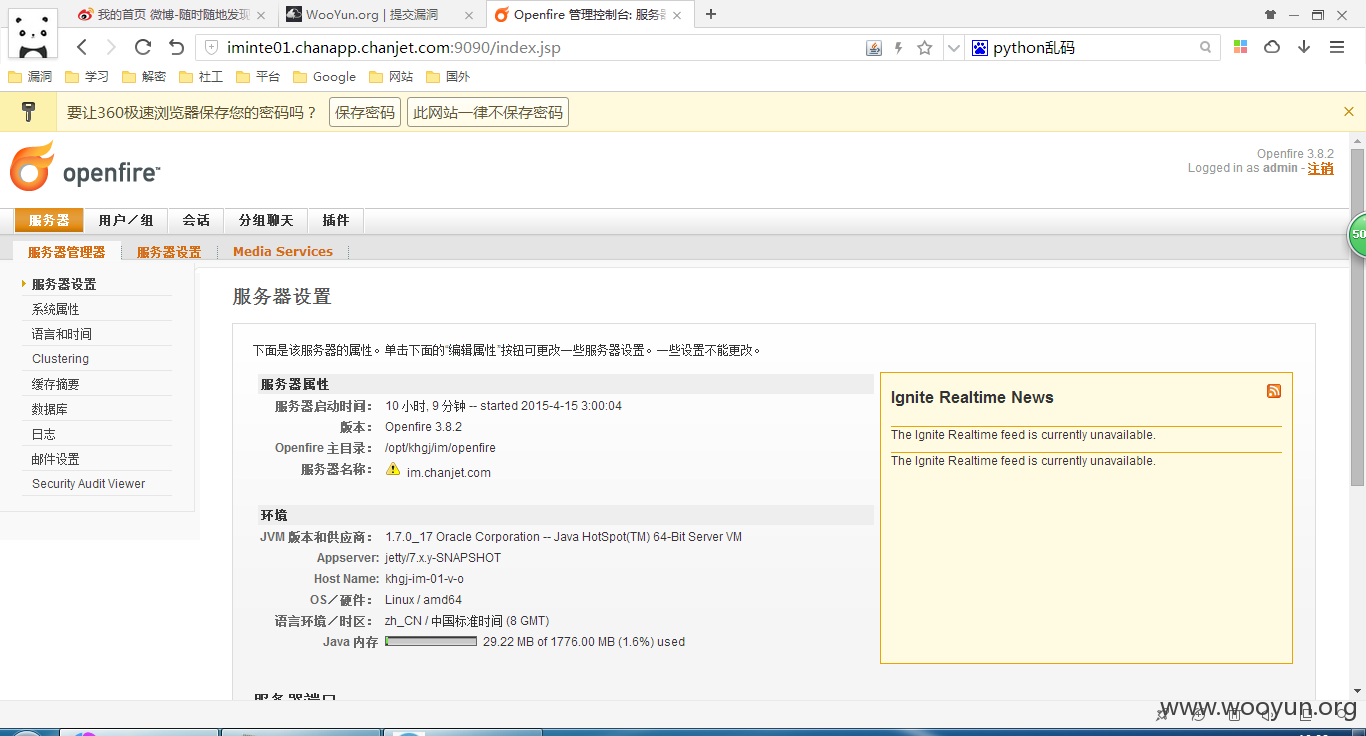 我的首页 微博-随时随地发现
WooYun.org | 提交漏洞
Openfire 管理控制台: 服务器
iminte01.chanapp.chanjet.com:9090/index.jsp
python乱码
漏洞 学习 解密 社工 平台 Google 网站 国外
要让360极速浏览器保存您的密码吗？ 保存密码 此网站一律不保存密码
openfire™
Openfire 3.8.2
Logged in as admin - 注销
服务器 用户／组 会话 分组聊天 插件
50
服务器管理器 服务器设置 Media Services
服务器设置
系统属性
语言和时间
Clustering
缓存摘要
数据库
日志
邮件设置
Security Audit Viewer
服务器设置
下面是该服务器的属性。单击下面的“编辑属性”按钮可更改一些服务器设置。一些设置不能更改。
服务器属性
服务器启动时间： 10 小时, 9 分钟 -- started 2015-4-15 3:00:04
版本： Openfire 3.8.2
Openfire 主目录： /opt/khgj/im/openfire
服务器名称： im.chanjet.com
环境
JVM 版本和供应商： 1.7.0_17 Oracle Corporation -- Java HotSpot(TM) 64-Bit Server VM
Appserver: jetty/7.x.y-SNAPSHOT
Host Name: khgj-im-01-v-o
OS／硬件： Linux / amd64
语言环境／时区： zh_CN / 中国标准时间 (8 GMT)
Java 内存 29.22 MB of 1776.00 MB (1.6%) used
服务器端口
Ignite Realtime News
The Ignite Realtime feed is currently unavailable.
The Ignite Realtime feed is currently unavailable.
www.wooyun.org